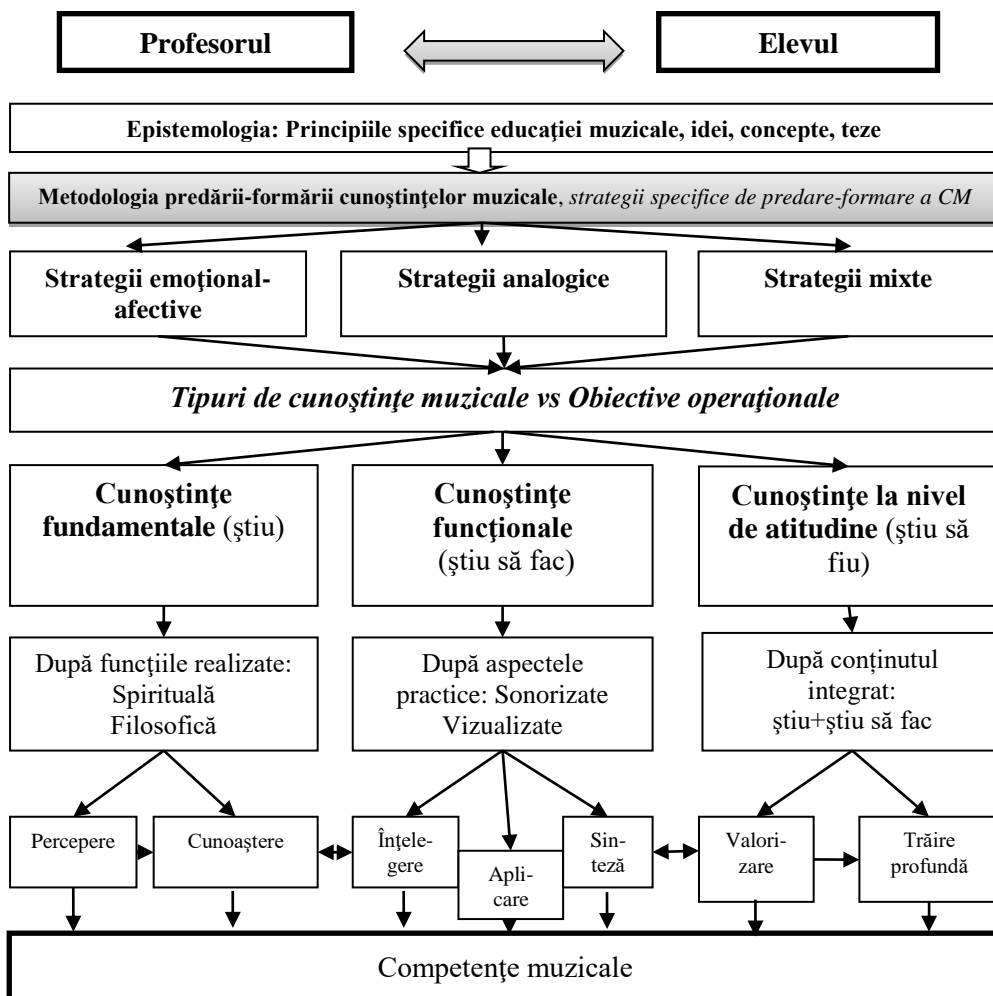 Profesorul
Elevul
Epistemologia: Principiile specifice educaţiei muzicale, idei, concepte, teze
Metodologia predării-formării cunoştinţelor muzicale, strategii specifice de predare-formare a CM
Strategii emoţional-
afective
Strategii analogice
Strategii mixte
Tipuri de cunoştinţe muzicale vs Obiective operaţionale
Cunoştinţe
fundamentale (ştiu)
Cunoştinţe
funcţionale
(ştiu să fac)
Cunoştinţe la nivel
de atitudine (ştiu să
fiu)
După funcţiile realizate:
Spirituală
Filosofică
După aspectele
practice: Sonorizate
Vizualizate
După conținutul
integrat:
ştiu+ştiu să fac
Percepere
Cunoaştere
Înţele-
gere
Apli-
care
Sin-
teză
Valori-
zare
Trăire
profundă
Competenţe muzicale